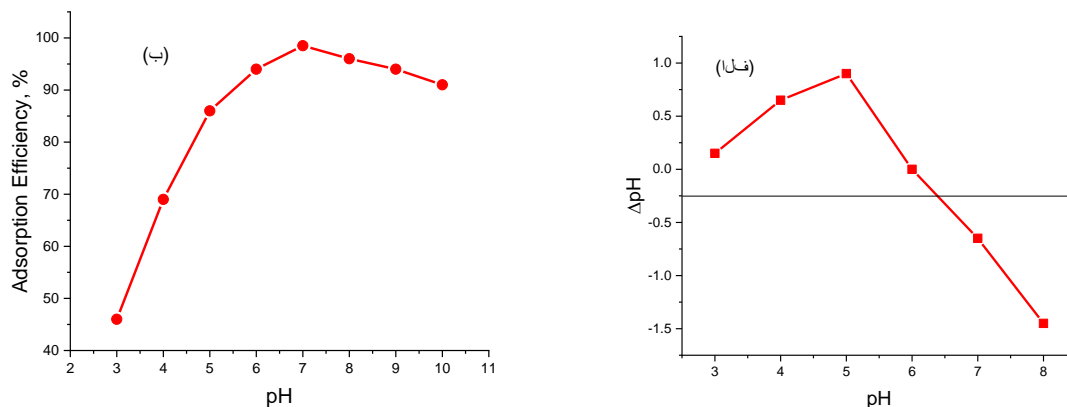 (ب)
Adsorption Efficiency, %
100
90
80
70
60
50
40
2 3 4 5 6 7 8 9 10 11
pH
(الف)
ΔpH
1.0
0.5
0.0
-0.5
-1.0
-1.5
3 4 5 6 7 8
pH